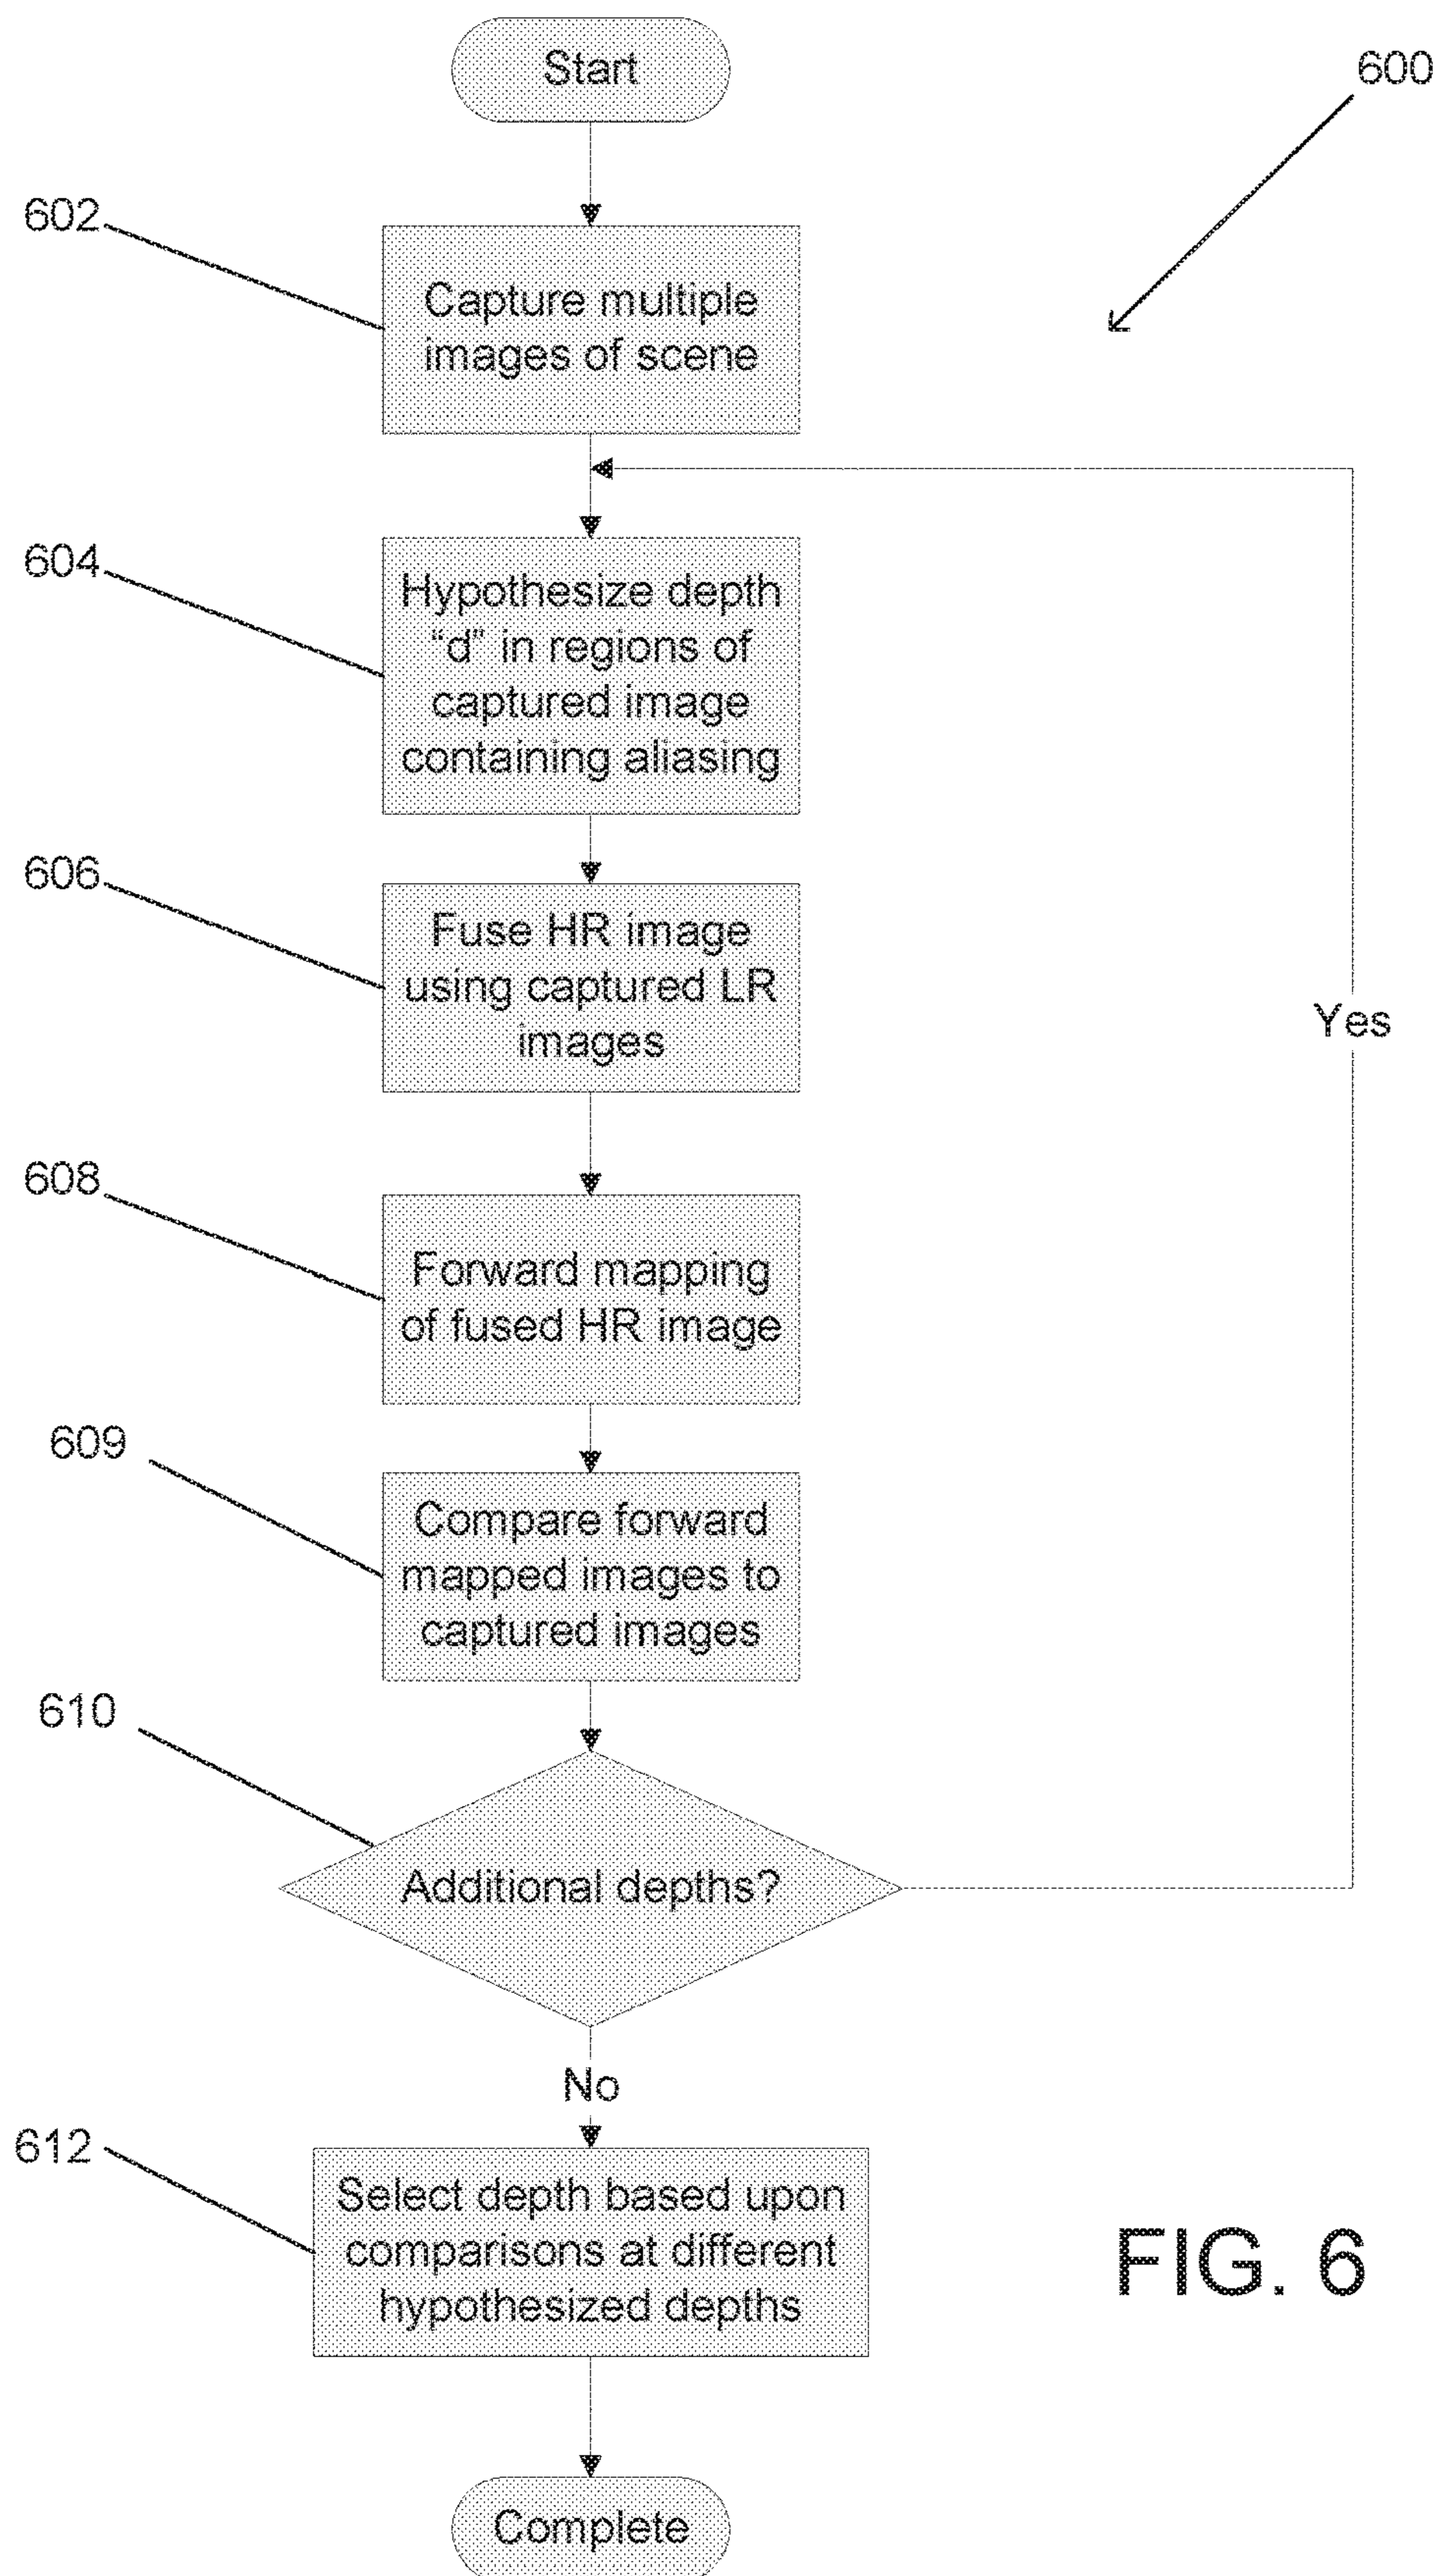 Start
600
602
Capture multiple
images of scene
604
Hypothesize depth
“d” in regions of
captured image
containing aliasing
606
Fuse HR image
using captured LR
images
Yes
608
Forward mapping
of fused HR image
609
Compare forward
mapped images to
captured images
610
Additional depths?
No
612
Select depth based upon
comparisons at different
hypothesized depths
FIG. 6
Complete